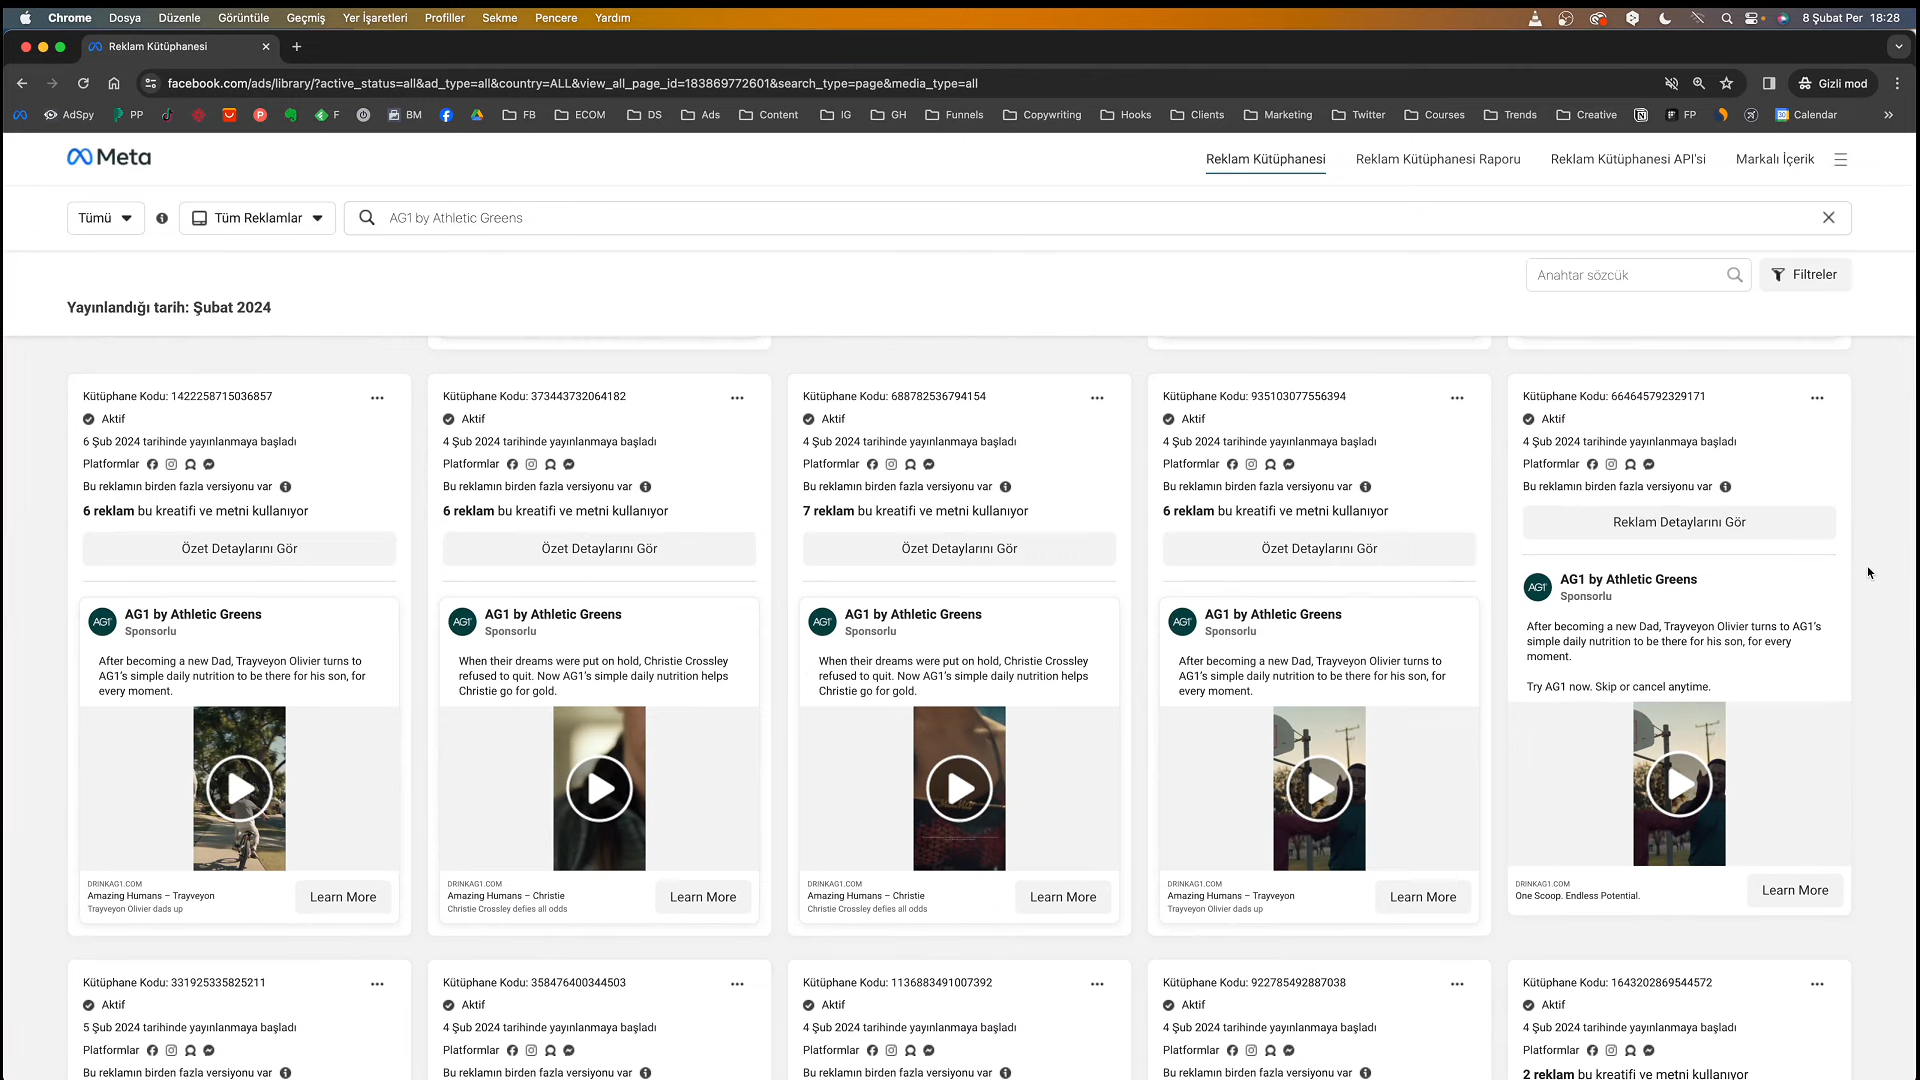 Chrome Dosya Düzenle Görüntüle Geçmiş Yer İşaretleri Profiller Sekme Pencere Yardım 8 Şubat Per 18:28
Reklam Kütüphanesi
facebook.com/ads/library/?active_status=all&ad_type=all&country=ALL&view_all_page_id=183869772601&search_type=page&media_type=all Gizli mod
AdSpy PP F BM FB ECOM DS Ads Content IG GH Funnels Copywriting Hooks Clients Marketing Twitter Courses Trends Creative FP Calendar
Meta Reklam Kütüphanesi Reklam Kütüphanesi Raporu Reklam Kütüphanesi API'si Markalı İçerik
Tümü Tüm Reklamlar AG1 by Athletic Greens
Anahtar sözcük Filtreler
Yayınlandığı tarih: Şubat 2024
Kütüphane Kodu: 1422258715036857
Aktif
6 Şub 2024 tarihinde yayınlanmaya başladı
Platformlar
Bu reklamın birden fazla versiyonu var
6 reklam bu kreatifi ve metni kullanıyor
Özet Detaylarını Gör
AG1 by Athletic Greens
AG1
Sponsorlu
After becoming a new Dad, Trayveyon Olivier turns to
AG1's simple daily nutrition to be there for his son, for
every moment.
DRINKAG1.COM
Amazing Humans – Trayveyon
Trayveyon Olivier dads up
Learn More
Kütüphane Kodu: 373443732064182
Aktif
4 Şub 2024 tarihinde yayınlanmaya başladı
Platformlar
Bu reklamın birden fazla versiyonu var
6 reklam bu kreatifi ve metni kullanıyor
Özet Detaylarını Gör
AG1 by Athletic Greens
AG1
Sponsorlu
When their dreams were put on hold, Christie Crossley
refused to quit. Now AG1's simple daily nutrition helps
Christie go for gold.
DRINKAG1.COM
Amazing Humans – Christie
Christie Crossley defies all odds
Learn More
Kütüphane Kodu: 688782536794154
Aktif
4 Şub 2024 tarihinde yayınlanmaya başladı
Platformlar
Bu reklamın birden fazla versiyonu var
7 reklam bu kreatifi ve metni kullanıyor
Özet Detaylarını Gör
AG1 by Athletic Greens
AG1
Sponsorlu
When their dreams were put on hold, Christie Crossley
refused to quit. Now AG1's simple daily nutrition helps
Christie go for gold.
DRINKAG1.COM
Amazing Humans – Christie
Christie Crossley defies all odds
Learn More
Kütüphane Kodu: 935103077556394
Aktif
4 Şub 2024 tarihinde yayınlanmaya başladı
Platformlar
Bu reklamın birden fazla versiyonu var
6 reklam bu kreatifi ve metni kullanıyor
Özet Detaylarını Gör
AG1 by Athletic Greens
AG1
Sponsorlu
After becoming a new Dad, Trayveyon Olivier turns to
AG1's simple daily nutrition to be there for his son, for
every moment.
DRINKAG1.COM
Amazing Humans – Trayveyon
Trayveyon Olivier dads up
Learn More
Kütüphane Kodu: 664645792329171
Aktif
4 Şub 2024 tarihinde yayınlanmaya başladı
Platformlar
Bu reklamın birden fazla versiyonu var
Reklam Detaylarını Gör
AG1 by Athletic Greens
AG1
Sponsorlu
After becoming a new Dad, Trayveyon Olivier turns to AG1's
simple daily nutrition to be there for his son, for every
moment.
Try AG1 now. Skip or cancel anytime.
DRINKAG1.COM
One Scoop. Endless Potential.
Learn More
Kütüphane Kodu: 331925335825211
Aktif
5 Şub 2024 tarihinde yayınlanmaya başladı
Platformlar
Bu reklamın birden fazla versiyonu var
Kütüphane Kodu: 358476400344503
Aktif
4 Şub 2024 tarihinde yayınlanmaya başladı
Platformlar
Bu reklamın birden fazla versiyonu var
Kütüphane Kodu: 1136883491007392
Aktif
4 Şub 2024 tarihinde yayınlanmaya başladı
Platformlar
Bu reklamın birden fazla versiyonu var
Kütüphane Kodu: 922785492887038
Aktif
4 Şub 2024 tarihinde yayınlanmaya başladı
Platformlar
Bu reklamın birden fazla versiyonu var
Kütüphane Kodu: 1643202869544572
Aktif
4 Şub 2024 tarihinde yayınlanmaya başladı
Platformlar
2 reklam bu kreatifi ve metni kullanıyor